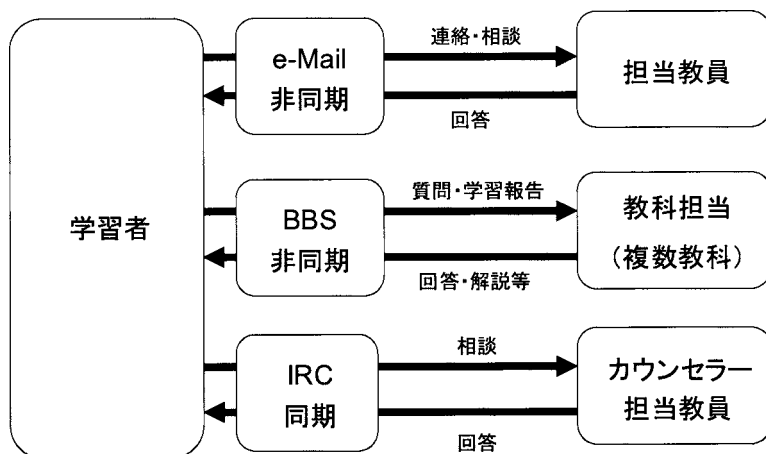 学習者
e-Mail
非同期
連絡・相談
回答
担当教員
BBS
非同期
質問・学習報告
回答・解説等
教科担当
（複数教科）
IRC
同期
相談
回答
カウンセラー
担当教員